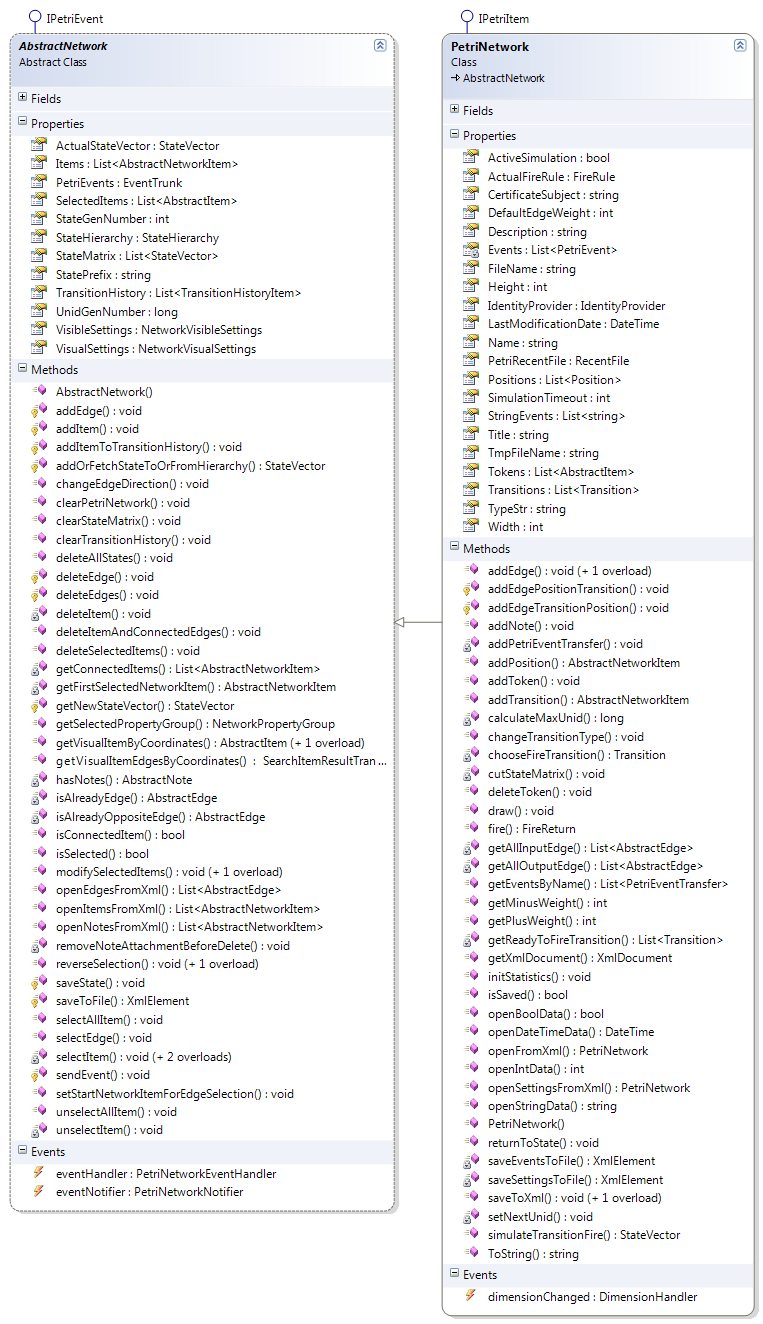 IPetriEvent
AbstractNetwork
Abstract Class
Fields
Properties
ActualStateVector : StateVector
Items : List<AbstractNetworkItem>
PetriEvents : EventTrunk
SelectedItems : List<AbstractItem>
StateGenNumber : int
StateHierarchy : StateHierarchy
StateMatrix : List<StateVector>
StatePrefix : string
TransitionHistory : List<TransitionHistoryItem>
UnidGenNumber : long
VisibleSettings : NetworkVisibleSettings
VisualSettings : NetworkVisualSettings
Methods
AbstractNetwork()
addEdge() : void
addItem() : void
addItemToTransitionHistory() : void
addOrFetchStateToOrFromHierarchy() : StateVector
changeEdgeDirection() : void
clearPetriNetwork() : void
clearStateMatrix() : void
clearTransitionHistory() : void
deleteAllStates() : void
deleteEdge() : void
deleteEdges() : void
deleteItem() : void
deleteItemAndConnectedEdges() : void
deleteSelectedItems() : void
getConnectedItems() : List<AbstractNetworkItem>
getFirstSelectedNetworkItem() : AbstractNetworkItem
getNewStateVector() : StateVector
getSelectedPropertyGroup() : NetworkPropertyGroup
getVisualItemByCoordinates() : AbstractItem (+ 1 overload)
getVisualItemEdgesByCoordinates() : SearchItemResultTran ...
hasNotes() : AbstractNote
isAlreadyEdge() : AbstractEdge
isAlreadyOppositeEdge() : AbstractEdge
isConnectedItem() : bool
isSelected() : bool
modifySelectedItems() : void (+ 1 overload)
openEdgesFromXml() : List<AbstractEdge>
openItemsFromXml() : List<AbstractNetworkItem>
openNotesFromXml() : List<AbstractNetworkItem>
removeNoteAttachmentBeforeDelete() : void
reverseSelection() : void (+ 1 overload)
saveState() : void
saveToFile() : XmlElement
selectAllItem() : void
selectEdge() : void
selectItem() : void (+ 2 overloads)
sendEvent() : void
setStartNetworkItemForEdgeSelection() : void
unselectAllItem() : void
unselectItem() : void
Events
eventHandler : PetriNetworkEventHandler
eventNotifier : PetriNetworkNotifier
IPetriItem
PetriNetwork
Class
AbstractNetwork
Fields
Properties
ActiveSimulation : bool
ActualFireRule : FireRule
CertificateSubject : string
DefaultEdgeWeight : int
Description : string
Events : List<PetriEvent>
FileName : string
Height : int
IdentityProvider : IdentityProvider
LastModificationDate : DateTime
Name : string
PetriRecentFile : RecentFile
Positions : List<Position>
SimulationTimeout : int
StringEvents : List<string>
Title : string
TmpFileName : string
Tokens : List<AbstractItem>
Transitions : List<Transition>
TypeStr : string
Width : int
Methods
addEdge() : void (+ 1 overload)
addEdgePositionTransition() : void
addEdgeTransitionPosition() : void
addNote() : void
addPetriEventTransfer() : void
addPosition() : AbstractNetworkItem
addToken() : void
addTransition() : AbstractNetworkItem
calculateMaxUnid() : long
changeTransitionType() : void
chooseFireTransition() : Transition
cutStateMatrix() : void
deleteToken() : void
draw() : void
fire() : FireReturn
getAllInputEdge() : List<AbstractEdge>
getAllOutputEdge() : List<AbstractEdge>
getEventsByName() : List<PetriEventTransfer>
getMinusWeight() : int
getPlusWeight() : int
getReadyToFireTransition() : List<Transition>
getXmlDocument() : XmlDocument
initStatistics() : void
isSaved() : bool
openBoolData() : bool
openDateTimeData() : DateTime
openFromXml() : PetriNetwork
openIntData() : int
openSettingsFromXml() : PetriNetwork
openStringData() : string
PetriNetwork()
returnToState() : void
saveEventsToFile() : XmlElement
saveSettingsToFile() : XmlElement
saveToXml() : void (+ 1 overload)
setNextUnid() : void
simulateTransitionFire() : StateVector
ToString() : string
Events
dimensionChanged : DimensionHandler